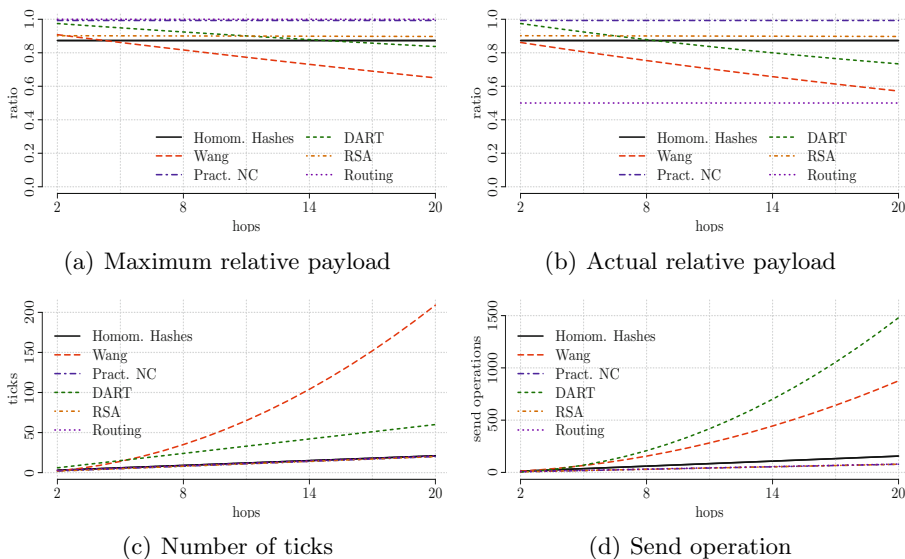 ratio
0.0 0.2 0.4 0.6 0.8 1.0
Homom. Hashes
Wang
Pract. NC
DART
RSA
Routing
2 8 14 20
hops
(a) Maximum relative payload
ratio
0.0 0.2 0.4 0.6 0.8 1.0
Homom. Hashes
Wang
Pract. NC
DART
RSA
Routing
2 8 14 20
hops
(b) Actual relative payload
ticks
0 50 100 150 200
Homom. Hashes
Wang
Pract. NC
DART
RSA
Routing
2 8 14 20
hops
(c) Number of ticks
send operations
0 500 1000 1500
Homom. Hashes
Wang
Pract. NC
DART
RSA
Routing
2 8 14 20
hops
(d) Send operation